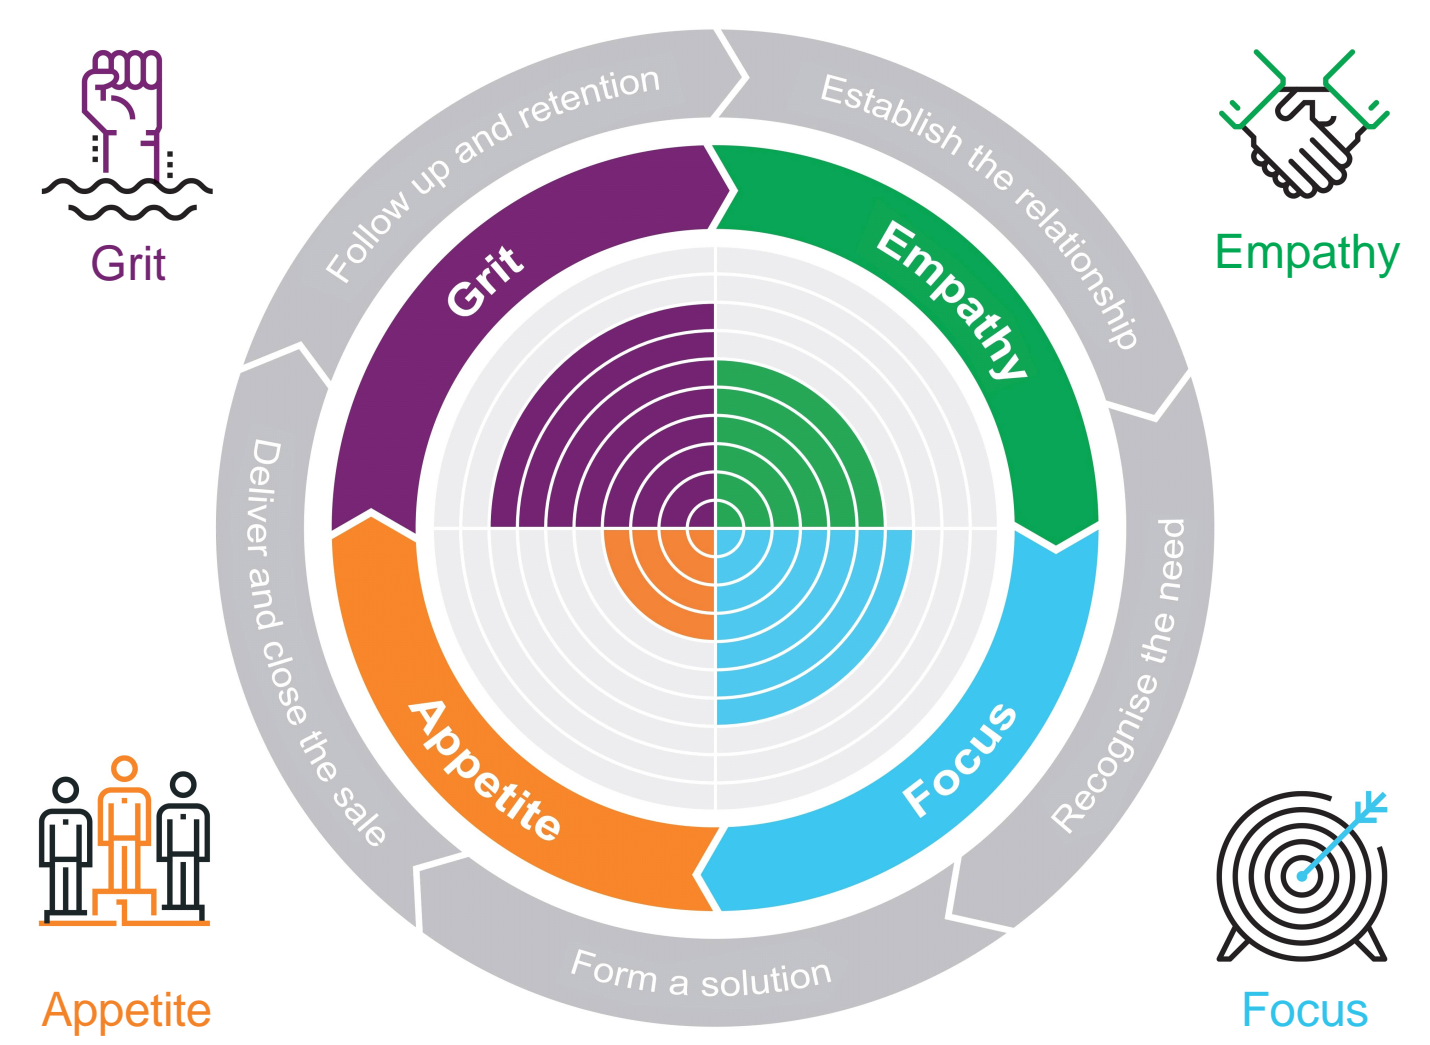 Grit
Empathy
Follow up and retention
Establish the relationship
Grit
Empathy
Deliver and close the sale
Recognise the need
Appetite
Focus
Form a solution
Appetite
Focus